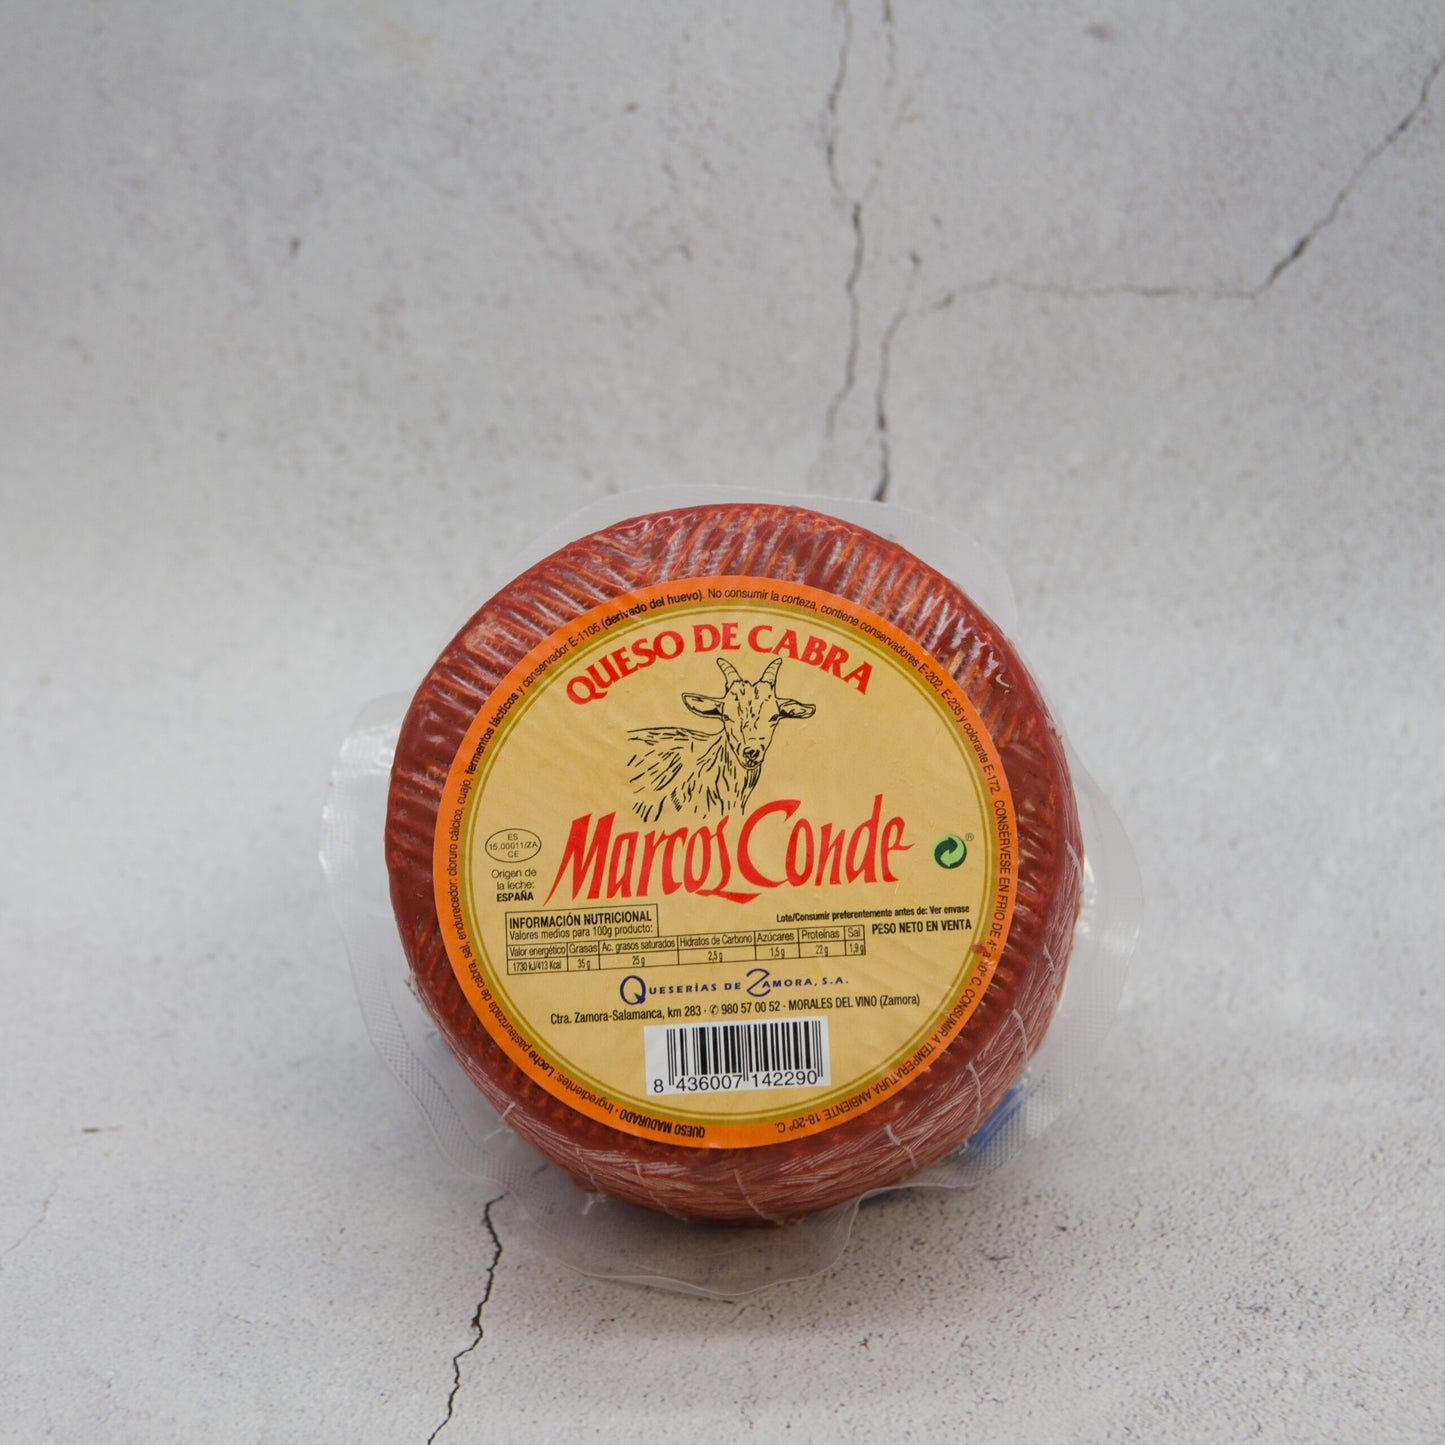 QUESO MADURADO · Ingredientes: Leche pasteurizada de cabra, sal, endurecedor: cloruro cálcico, cuajo, fermentos lácticos y conservador E-1105 (derivado del huevo). No consumir la corteza, contiene conservadores E-202, E-235 y colorante E-172. CONSÉRVESE EN FRIO DE 4º a º C. CONSUMIR A TEMPERATURA AMBIENTE 18-20º C.
QUESO DE CABRA
Marcos Conde
®
ES
15.00011/ZA
CE
Origen de
la leche:
ESPAÑA
Lote/Consumir preferentemente antes de: Ver envase
PESO NETO EN VENTA
INFORMACIÓN NUTRICIONAL
Valores medios para 100g producto:
Valor energético Grasas Ac. grasos saturados Hidratos de Carbono Azúcares Proteínas Sal
1730 kJ/413 Kcal 35 g 25 g 2,5 g 1,5 g 22 g 1,9 g
QUESERÍAS DE ZAMORA, S.A.
Ctra. Zamora-Salamanca, km 283 · ✆ 980 57 00 52 · MORALES DEL VINO (Zamora)
8 436007 142290